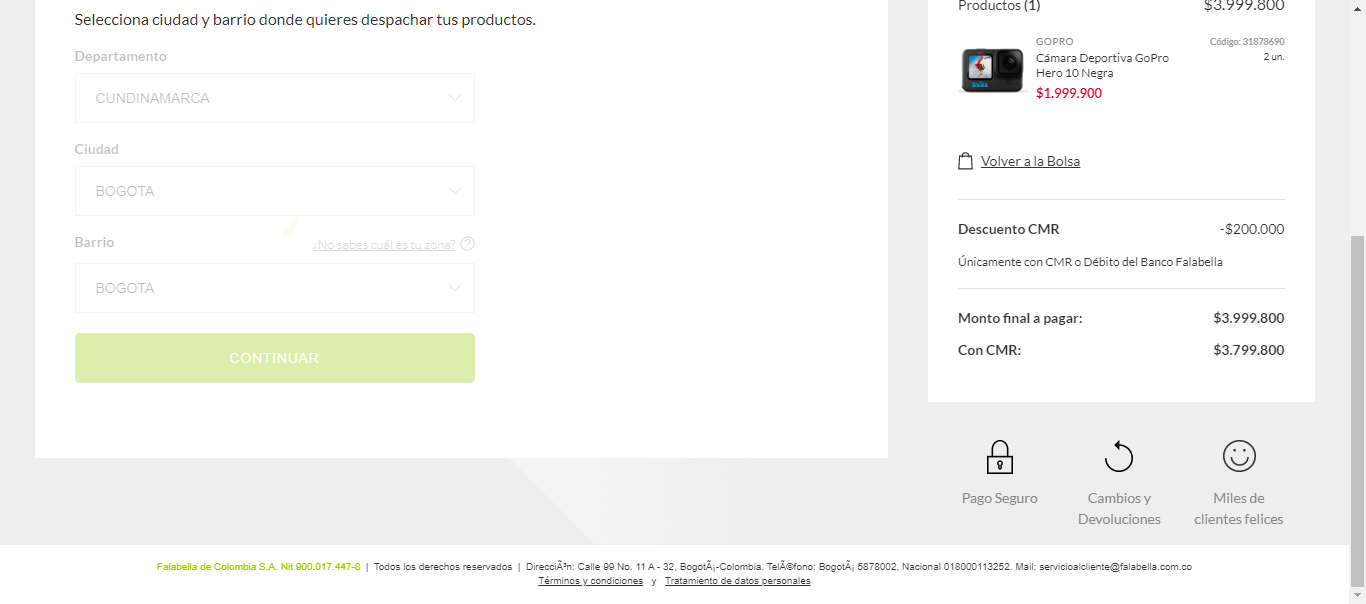 Selecciona ciudad y barrio donde quieres despachar tus productos.
Departamento
CUNDINAMARCA
Ciudad
BOGOTA
Barrio
¿No sabes cuál es tu zona?
BOGOTA
CONTINUAR
Productos (1) $3.999.800
GOPRO
Código: 31878690
2 un.
Cámara Deportiva GoPro
Hero 10 Negra
$1.999.900
Volver a la Bolsa
Descuento CMR -$200.000
Únicamente con CMR o Débito del Banco Falabella
Monto final a pagar: $3.999.800
Con CMR: $3.799.800
Pago Seguro
Cambios y
Devoluciones
Miles de
clientes felices
Falabella de Colombia S.A. Nit 900.017.447-8 | Todos los derechos reservados | DirecciÃ³n: Calle 99 No. 11 A - 32, BogotÃ¡-Colombia. TelÃ©fono: BogotÃ¡ 5878002, Nacional 018000113252. Mail: servicioalcliente@falabella.com.co
Términos y condiciones y Tratamiento de datos personales